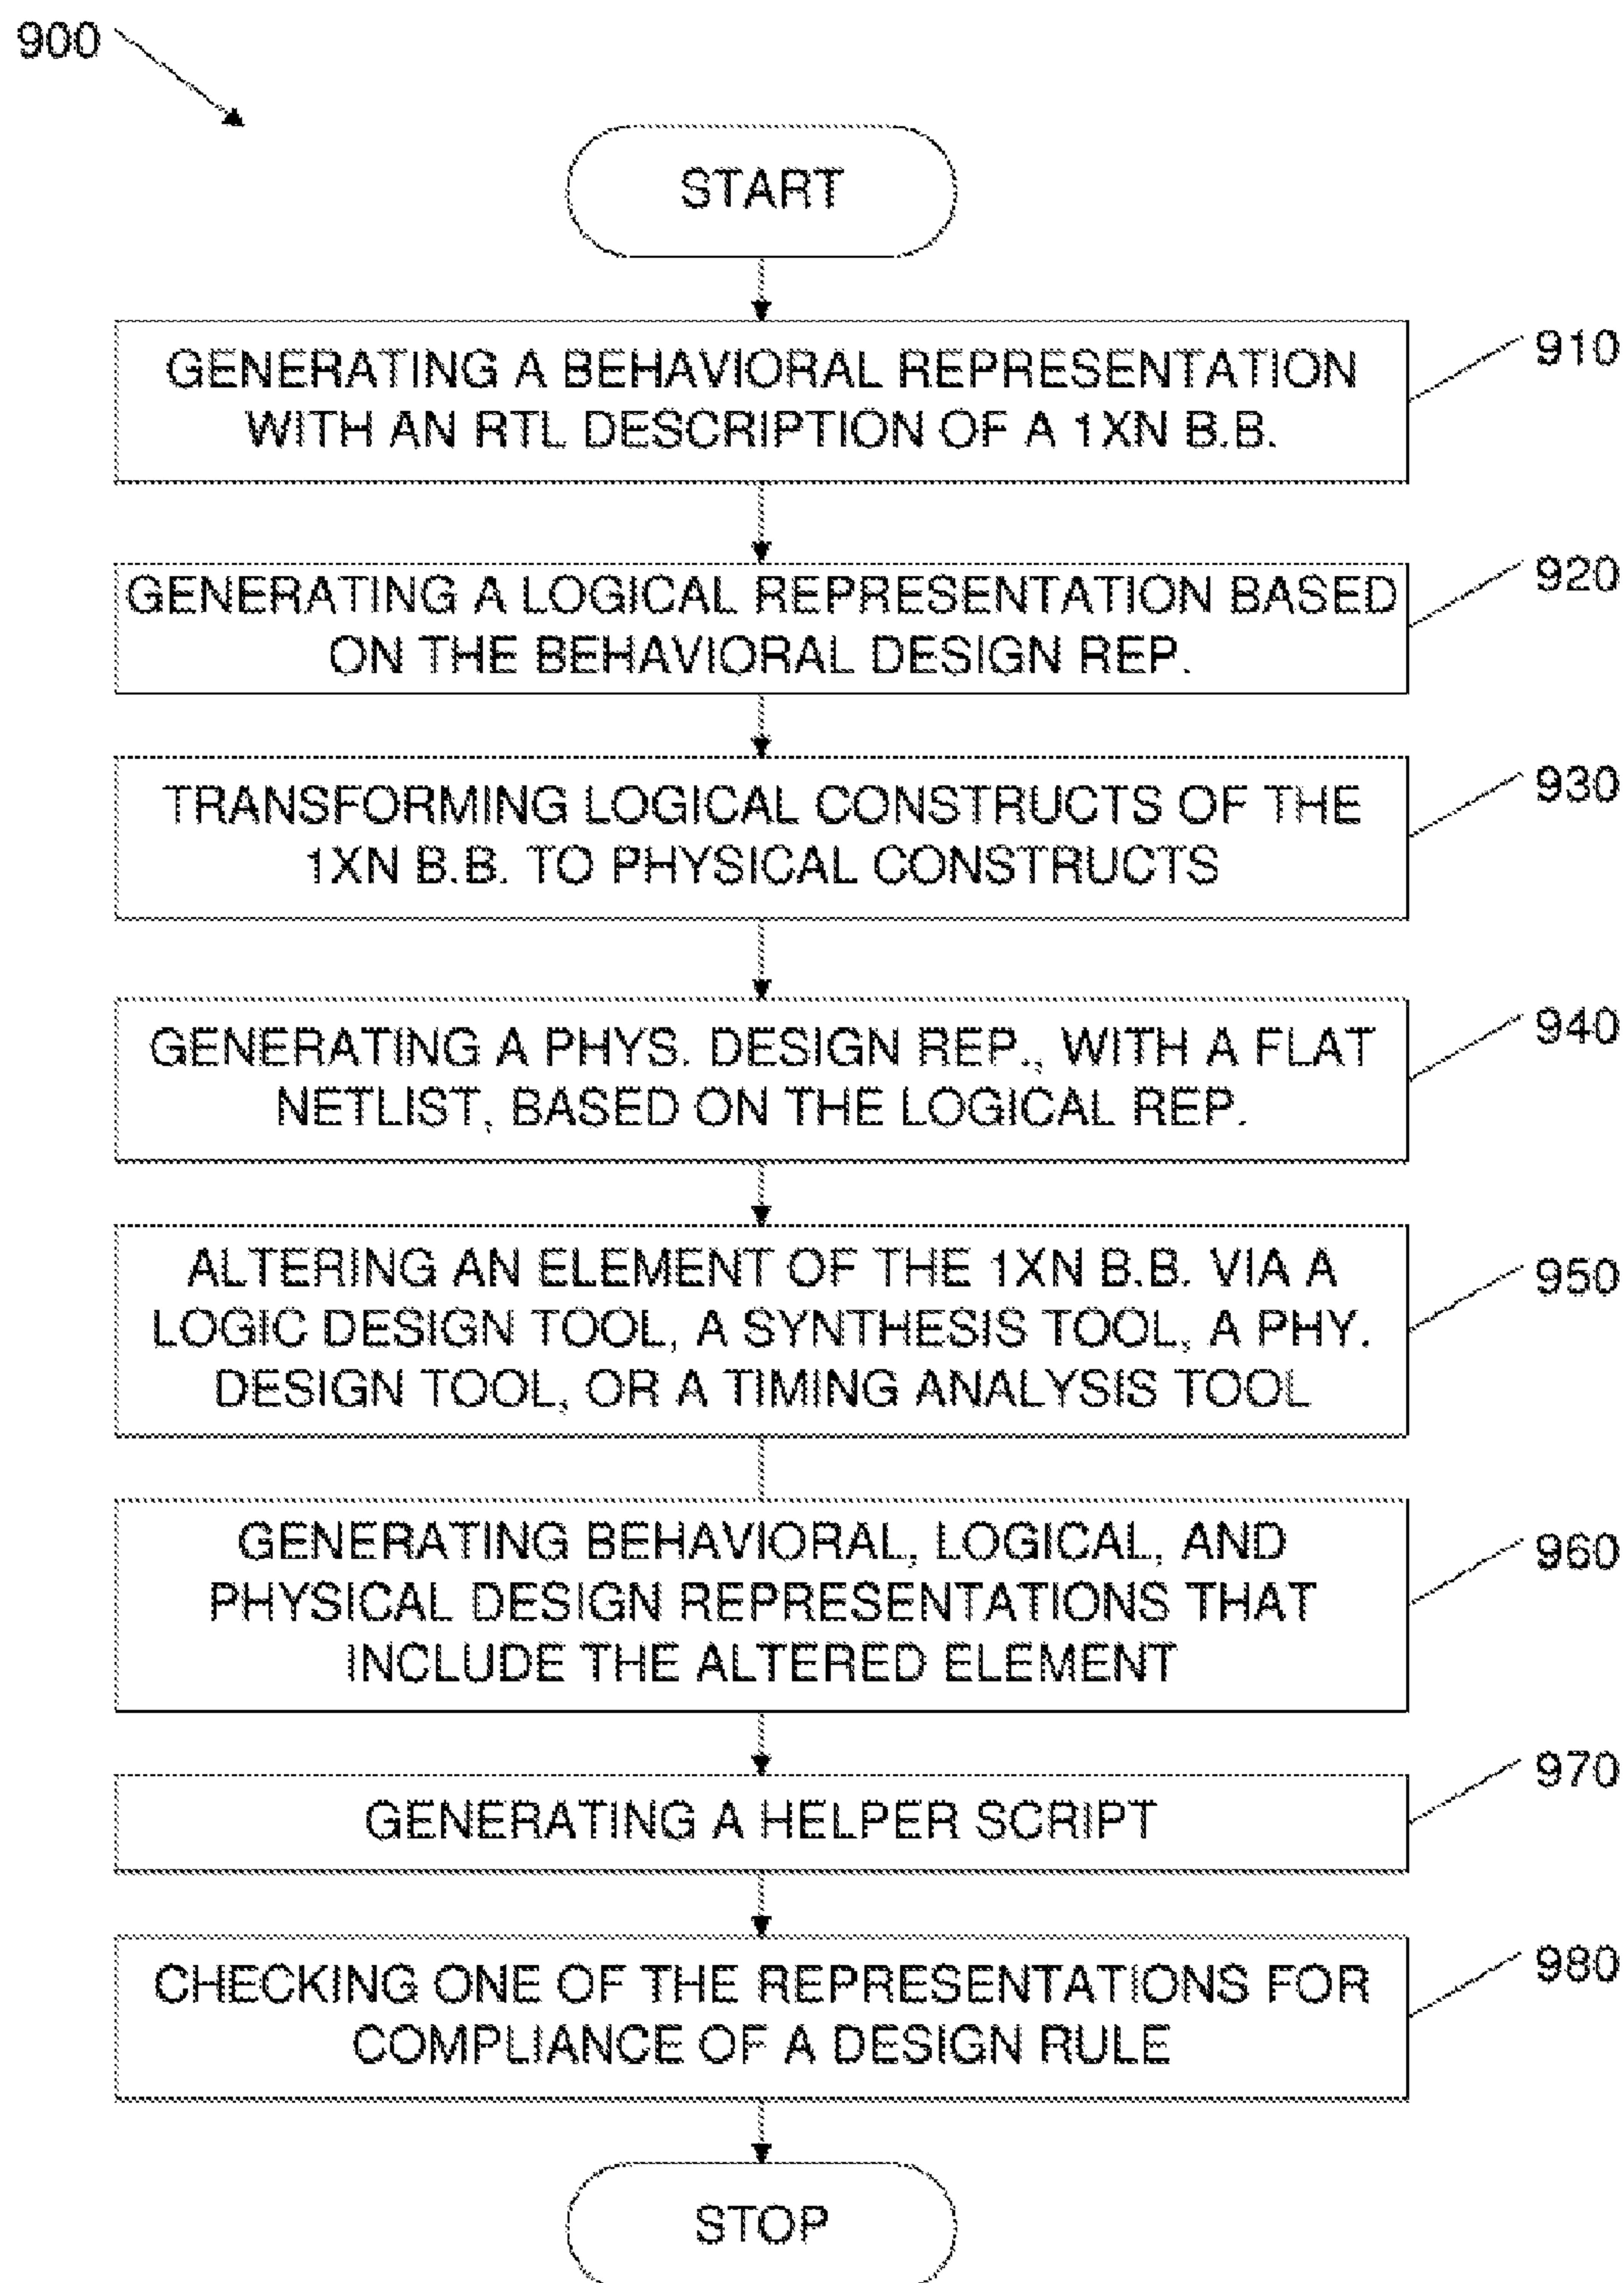 900
START
GENERATING A BEHAVIORAL REPRESENTATION
WITH AN RTL DESCRIPTION OF A 1XN B.B.
910
GENERATING A LOGICAL REPRESENTATION BASED
ON THE BEHAVIORAL DESIGN REP.
920
TRANSFORMING LOGICAL CONSTRUCTS OF THE
1XN B.B. TO PHYSICAL CONSTRUCTS
930
GENERATING A PHYS. DESIGN REP., WITH A FLAT
NETLIST, BASED ON THE LOGICAL REP.
940
ALTERING AN ELEMENT OF THE 1XN B.B. VIA A
LOGIC DESIGN TOOL, A SYNTHESIS TOOL, A PHY.
DESIGN TOOL, OR A TIMING ANALYSIS TOOL
950
GENERATING BEHAVIORAL, LOGICAL, AND
PHYSICAL DESIGN REPRESENTATIONS THAT
INCLUDE THE ALTERED ELEMENT
960
GENERATING A HELPER SCRIPT
970
CHECKING ONE OF THE REPRESENTATIONS FOR
COMPLIANCE OF A DESIGN RULE
980
STOP